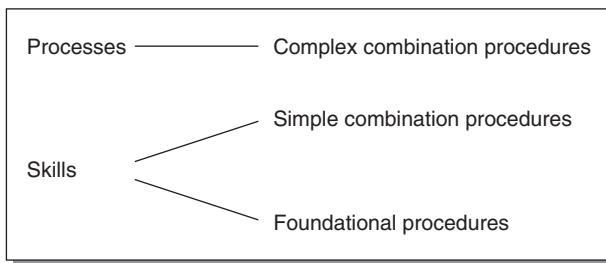 Processes
Complex combination procedures
Simple combination procedures
Skills
Foundational procedures